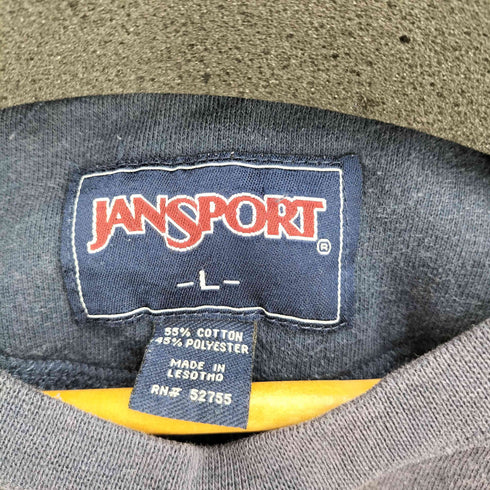 JANSPORT®
-L-
55% COTTON
45% POLYESTER
MADE IN
LESOTHO
RN# 52755